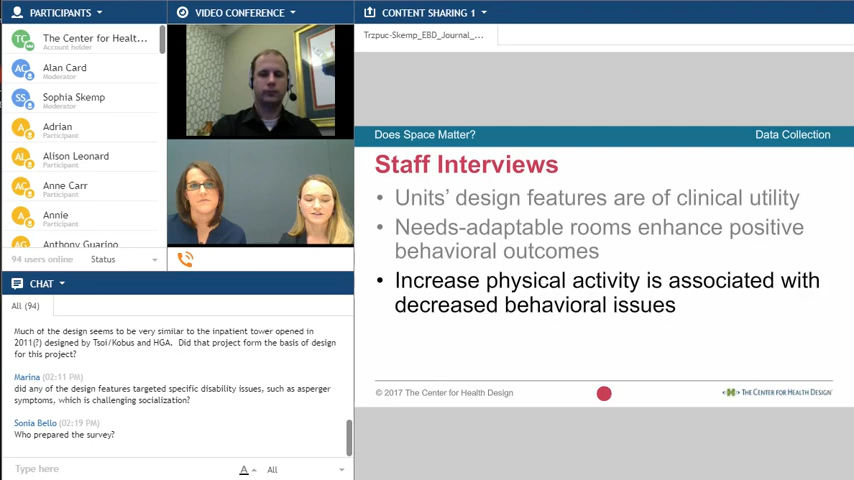 PARTICIPANTS
TC
The Center for Healt...
Account holder
AC
Alan Card
Moderator
SS
Sophia Skemp
Moderator
A
Adrian
Participant
A
Alison Leonard
Participant
AC
Anne Carr
Participant
A
Annie
Participant
AG
Anthony Guarino
94 users online
Status
VIDEO CONFERENCE
CHAT
All (94)
Much of the design seems to be very similar to the inpatient tower opened in
2011(?) designed by Tsoi/Kobus and HGA. Did that project form the basis of design
for this project?
Marina (02:11 PM)
did any of the design features targeted specific disability issues, such as asperger
symptoms, which is challenging socialization?
Sonia Bello (02:19 PM)
Who prepared the survey?
Type here
A
All
CONTENT SHARING 1
Trzpuc-Skemp_EBD_Journal_...
Does Space Matter?
Data Collection
Staff Interviews
• Units' design features are of clinical utility
• Needs-adaptable rooms enhance positive
behavioral outcomes
• Increase physical activity is associated with
decreased behavioral issues
© 2017 The Center for Health Design
THE CENTER FOR HEALTH DESIGN